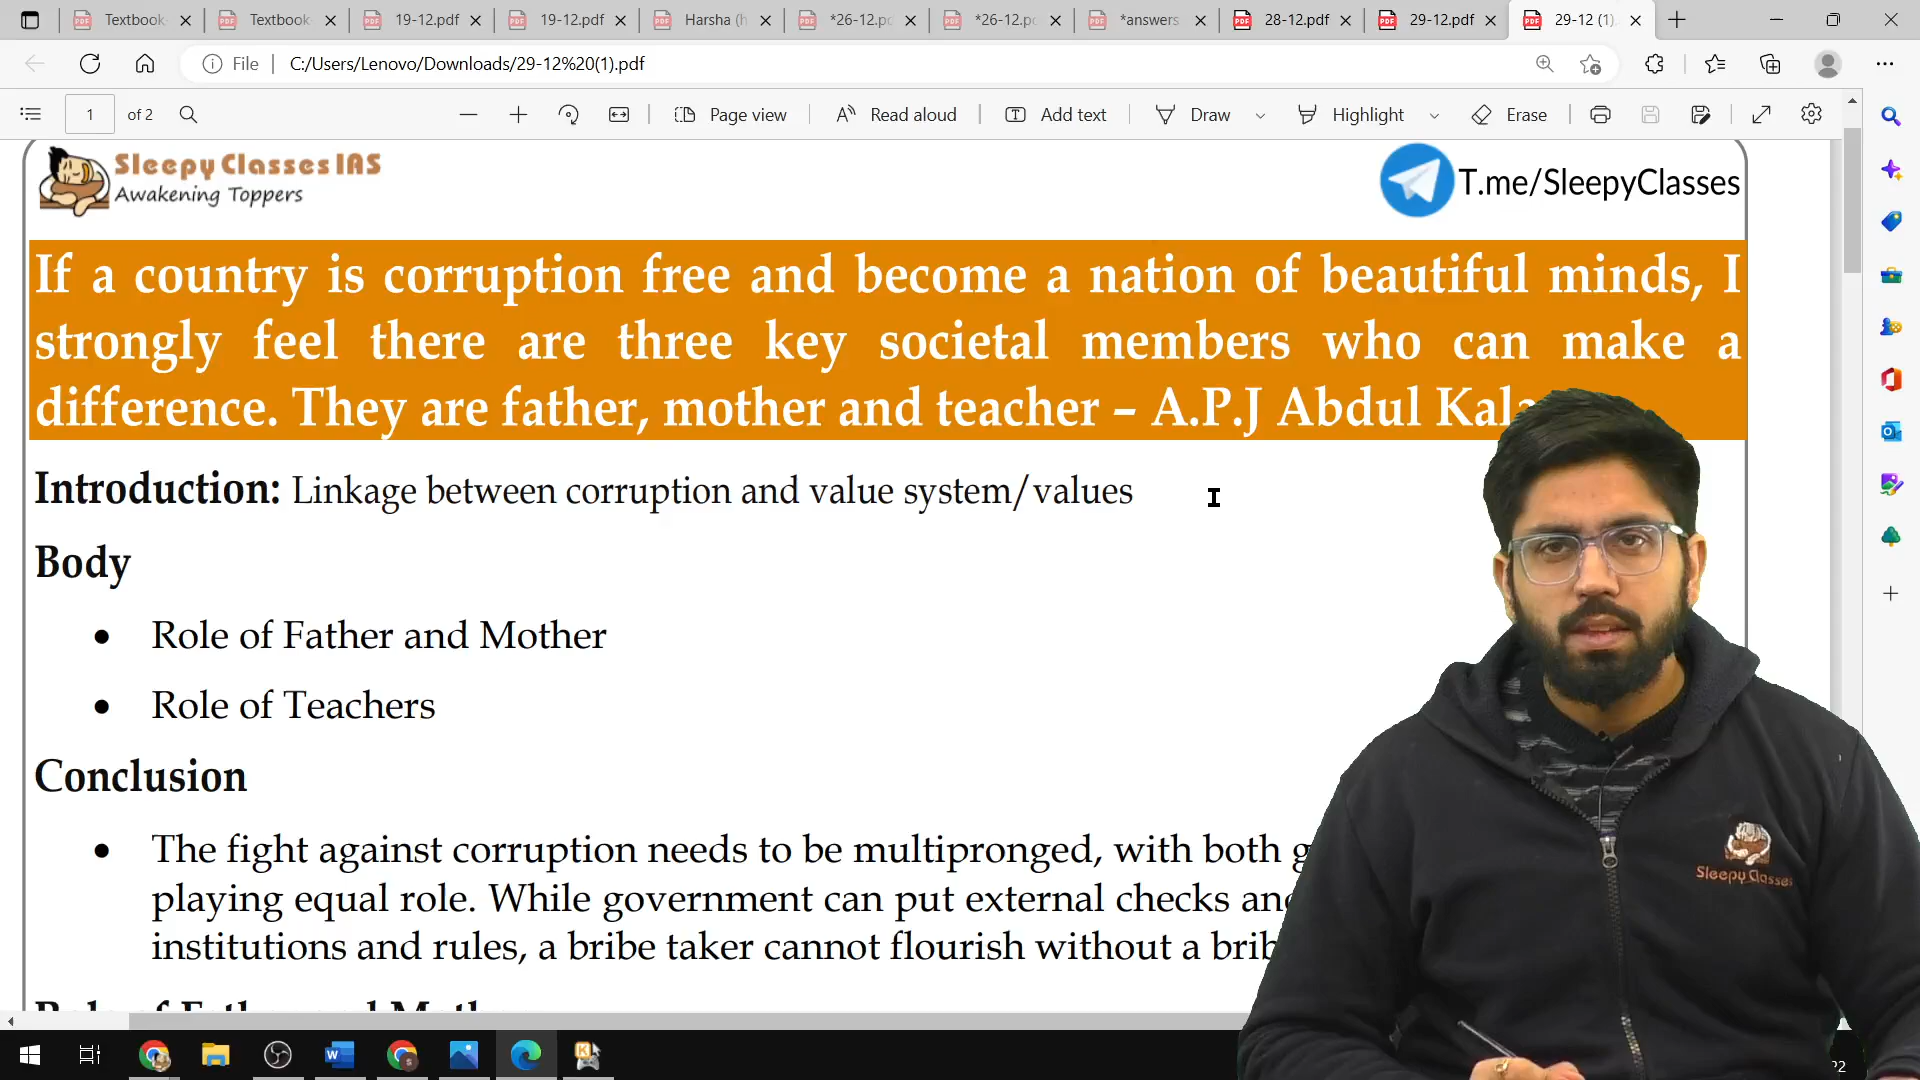 Textbook
Textbook
19-12.pdf
19-12.pdf
Harsha (h
*26-12.pd
*26-12.pd
*answers
28-12.pdf
29-12.pdf
29-12 (1).
File
C:/Users/Lenovo/Downloads/29-12%20(1).pdf
1 of 2
Page view
Read aloud
Add text
Draw
Highlight
Erase
Sleepy Classes IAS
Awakening Toppers
T.me/SleepyClasses
If a country is corruption free and become a nation of beautiful minds, I
strongly feel there are three key societal members who can make a
difference. They are father, mother and teacher – A.P.J Abdul Kala
Introduction: Linkage between corruption and value system/values
Body
• Role of Father and Mother
• Role of Teachers
Conclusion
• The fight against corruption needs to be multipronged, with both g
playing equal role. While government can put external checks and
institutions and rules, a bribe taker cannot flourish without a brib
Sleepy Classes
22